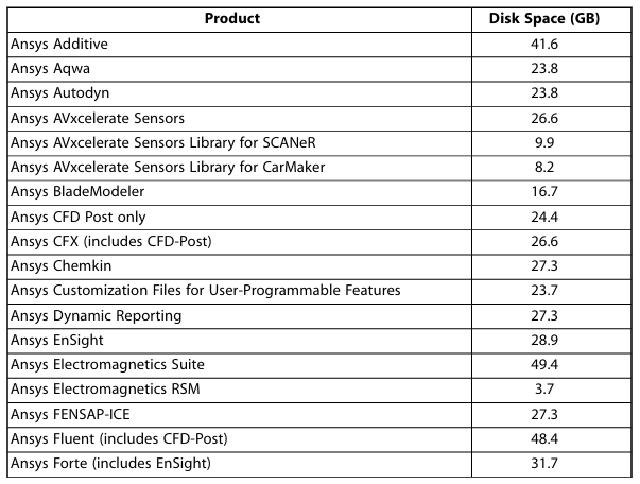 Product Disk Space (GB)
Ansys Additive 41.6
Ansys Aqwa 23.8
Ansys Autodyn 23.8
Ansys AVxcelerate Sensors 26.6
Ansys AVxcelerate Sensors Library for SCANeR 9.9
Ansys AVxcelerate Sensors Library for CarMaker 8.2
Ansys BladeModeler 16.7
Ansys CFD Post only 24.4
Ansys CFX (includes CFD-Post) 26.6
Ansys Chemkin 27.3
Ansys Customization Files for User-Programmable Features 23.7
Ansys Dynamic Reporting 27.3
Ansys EnSight 28.9
Ansys Electromagnetics Suite 49.4
Ansys Electromagnetics RSM 3.7
Ansys FENSAP-ICE 27.3
Ansys Fluent (includes CFD-Post) 48.4
Ansys Forte (includes EnSight) 31.7